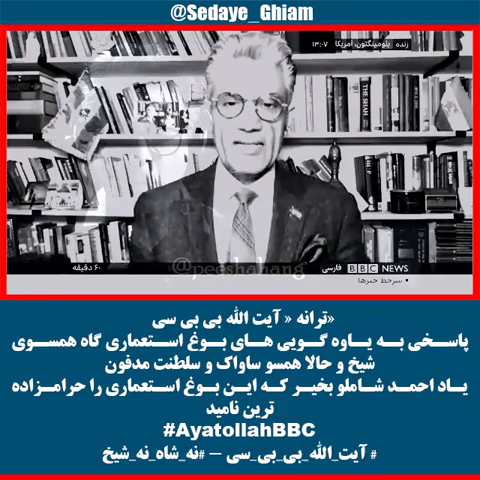 @Sedaye_Ghiam
زنده بلومینگتون، آمریکا ۱۳:۰۷
THE SHAH
@peeshahang
۶۰ دقیقه
BBC NEWS فارسی
• سرخط خبرها
«ترانه « آیت الله بی بی سی
پاسخی به یاوه گویی های بوغ استعماری گاه همسوی
شیخ و حالا همسو ساواک و سلطنت مدفون
یاد احمد شاملو بخیر که این بوغ استعماری را حرامزاده
ترین نامید
#AyatollahBBC
# آیت_الله_بی_بی_سی – #نه_شاه_نه_شیخ